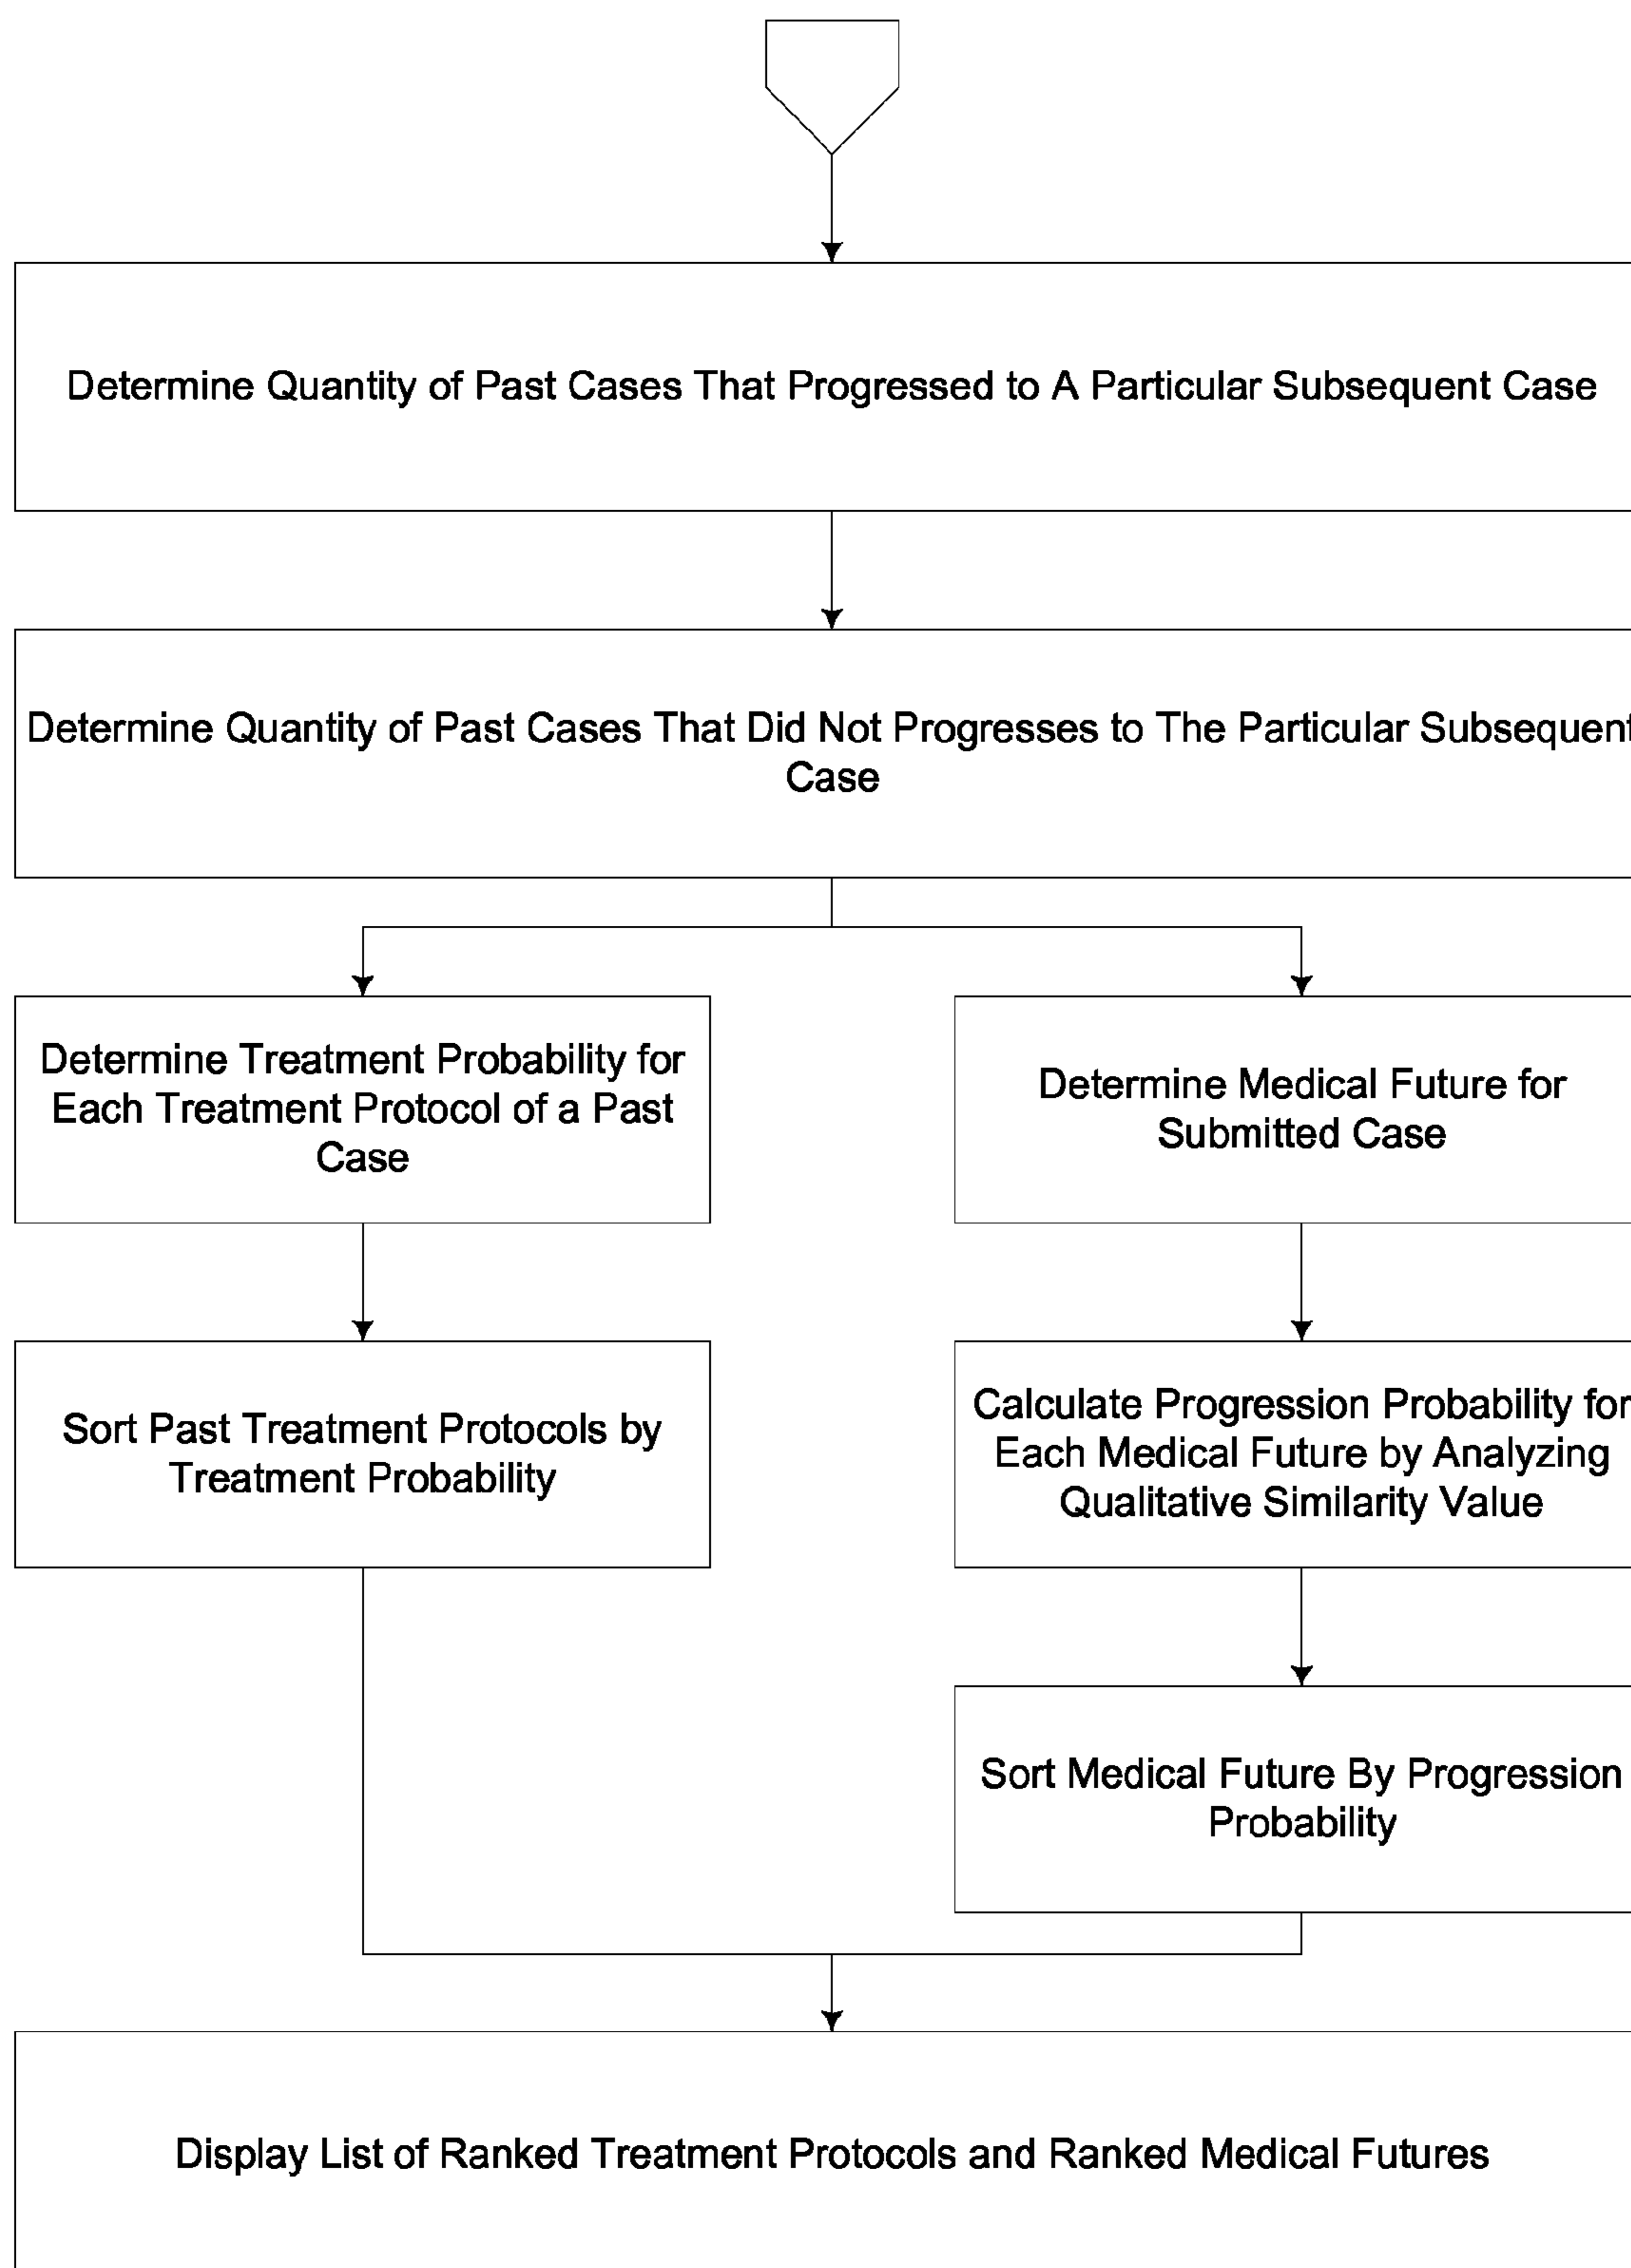 Determine Quantity of Past Cases That Progressed to A Particular Subsequent Case
Determine Quantity of Past Cases That Did Not Progresses to The Particular Subsequent
Case
Determine Treatment Probability for
Each Treatment Protocol of a Past
Case
Determine Medical Future for
Submitted Case
Sort Past Treatment Protocols by
Treatment Probability
Calculate Progression Probability for
Each Medical Future by Analyzing
Qualitative Similarity Value
Sort Medical Future By Progression
Probability
Display List of Ranked Treatment Protocols and Ranked Medical Futures